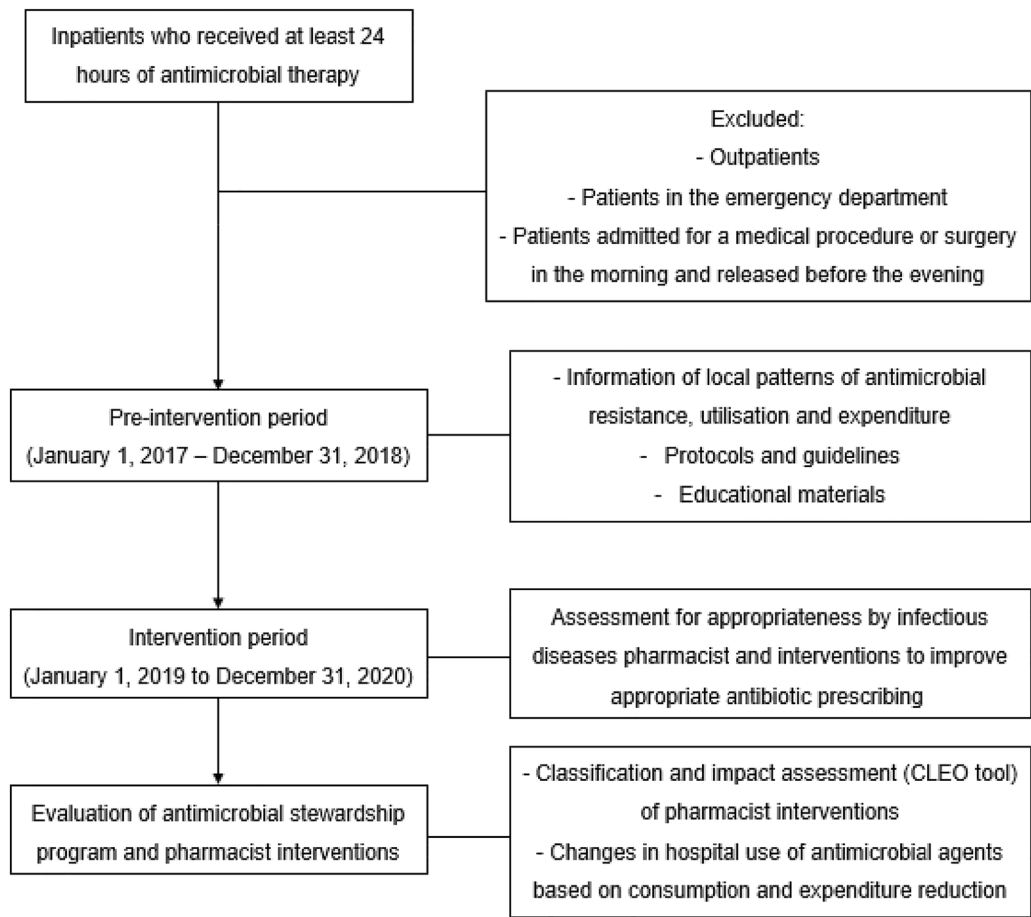 Inpatients who received at least 24
hours of antimicrobial therapy
Excluded:
- Outpatients
- Patients in the emergency department
- Patients admitted for a medical procedure or surgery
in the morning and released before the evening
Pre-intervention period
(January 1, 2017 – December 31, 2018)
- Information of local patterns of antimicrobial
resistance, utilisation and expenditure
- Protocols and guidelines
- Educational materials
Intervention period
(January 1, 2019 to December 31, 2020)
Assessment for appropriateness by infectious
diseases pharmacist and interventions to improve
appropriate antibiotic prescribing
Evaluation of antimicrobial stewardship
program and pharmacist interventions
- Classification and impact assessment (CLEO tool)
of pharmacist interventions
- Changes in hospital use of antimicrobial agents
based on consumption and expenditure reduction